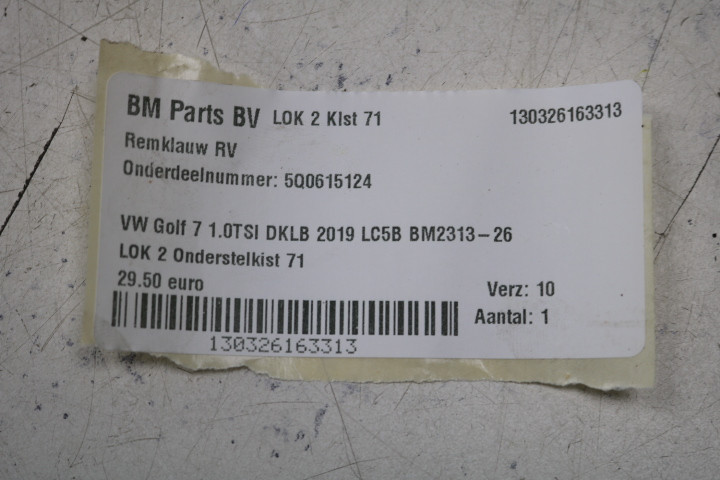 BM Parts BV LOK 2 Klst 71 130326163313
Remklauw RV
Onderdeelnummer: 5Q0615124
VW Golf 7 1.0TSI DKLB 2019 LC5B BM2313-26
LOK 2 Onderstelkist 71
29.50 euro
Verz: 10
Aantal: 1
130326163313